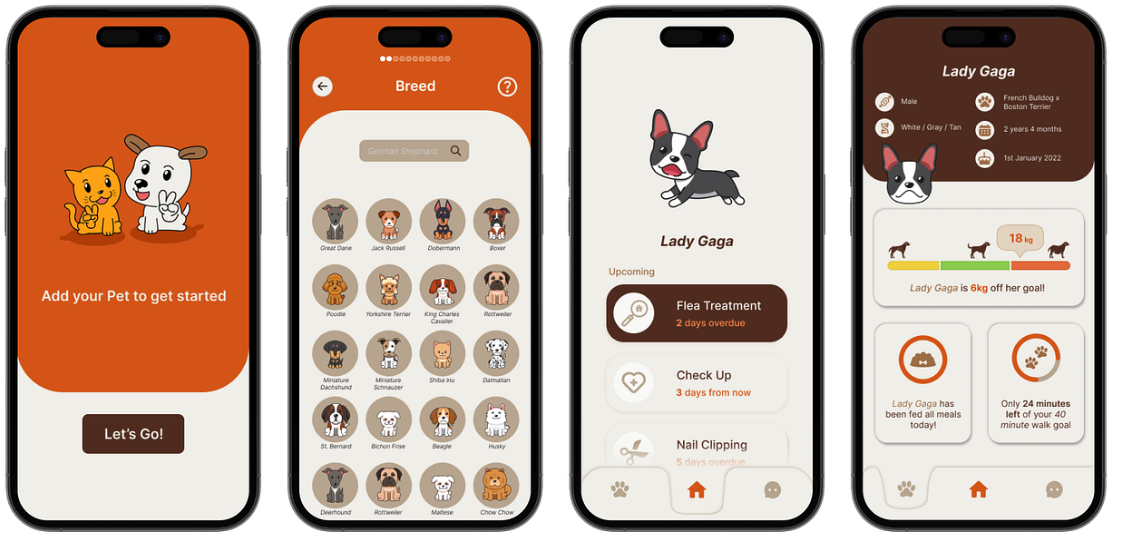 Add your Pet to get started
Let's Go!
Breed
German Shephard
Great Dane
Jack Russell
Dobermann
Boxer
Poodle
Yorkshire Terrier
King Charles
Cavalier
Rottweiler
Miniature
Dachshund
Miniature
Schnauzer
Shiba Inu
Dalmatian
St. Bernard
Bichon Frise
Beagle
Husky
Deerhound
Rottweiler
Maltese
Chow Chow
Lady Gaga
Upcoming
Flea Treatment
2 days overdue
Check Up
3 days from now
Nail Clipping
5 days overdue
Lady Gaga
Male
French Bulldog x
Boston Terrier
White / Gray / Tan
2 years 4 months
1st January 2022
18 kg
Lady Gaga is 6kg off her goal!
Lady Gaga has
been fed all meals
today!
Only 24 minutes
left of your 40
minute walk goal